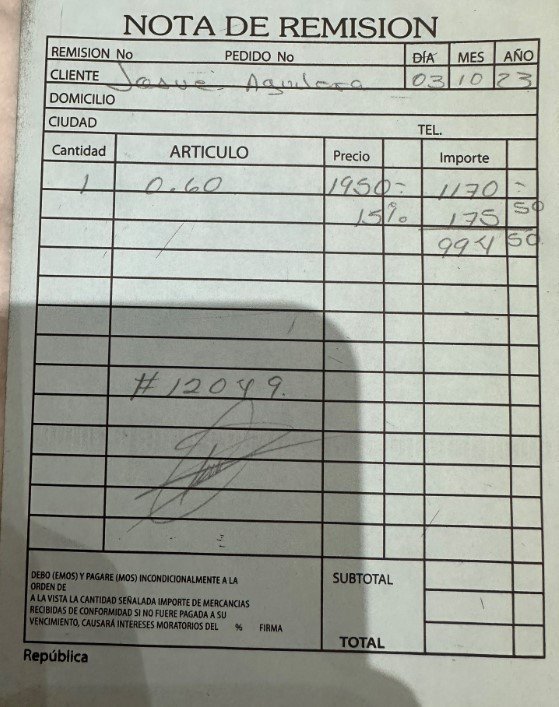 NOTA DE REMISION
REMISION No PEDIDO No DÍA MES AÑO
CLIENTE Josue Aguilera 03 10 23
DOMICILIO
CIUDAD TEL.
Cantidad ARTICULO Precio Importe
1 0.60 1950- 1170 -
15% 175 50
994 50
#12049.
DEBO (EMOS) Y PAGARE (MOS) INCONDICIONALMENTE A LA
ORDEN DE
A LA VISTA LA CANTIDAD SEÑALADA IMPORTE DE MERCANCIAS
RECIBIDAS DE CONFORMIDAD SI NO FUERE PAGADA A SU
VENCIMIENTO, CAUSARÁ INTERESES MORATORIOS DEL % FIRMA
SUBTOTAL
TOTAL
República